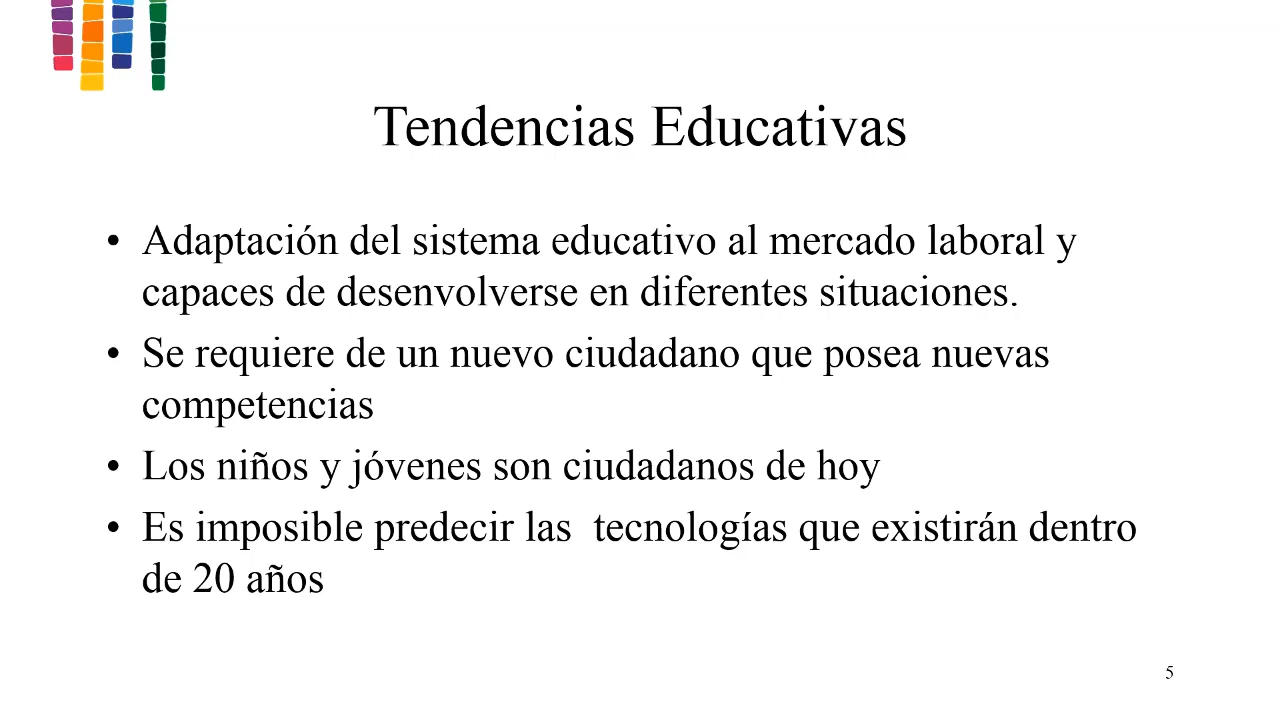 Tendencias Educativas
• Adaptación del sistema educativo al mercado laboral y
capaces de desenvolverse en diferentes situaciones.
• Se requiere de un nuevo ciudadano que posea nuevas
competencias
• Los niños y jóvenes son ciudadanos de hoy
• Es imposible predecir las  tecnologías que existirán dentro
de 20 años
5